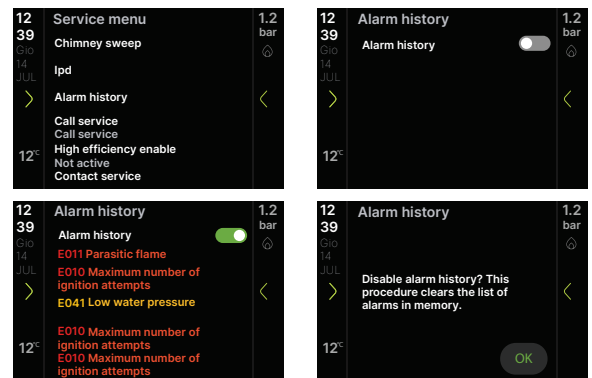 12
39
Gio
14
JUL
12°C
Service menu
Chimney sweep
Ipd
Alarm history
Call service
Call service
High efficiency enable
Not active
Contact service
1.2
bar
12
39
Gio
14
JUL
12°C
Alarm history
Alarm history
1.2
bar
12
39
Gio
14
JUL
12°C
Alarm history
Alarm history
E011 Parasitic flame
E010 Maximum number of
ignition attempts
E041 Low water pressure
E010 Maximum number of
ignition attempts
E010 Maximum number of
ignition attempts
1.2
bar
12
39
Gio
14
JUL
12°C
Alarm history
Disable alarm history? This
procedure clears the list of
alarms in memory.
OK
1.2
bar